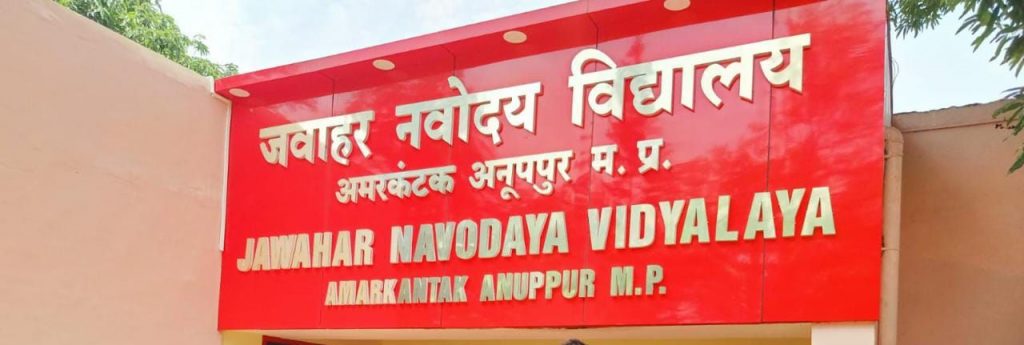 जवाहर नवोदय विद्यालय
अमरकंटक अनूपपुर म. प्र.
JAWAHAR NAVODAYA VIDYALAYA
AMARKANTAK ANUPPUR M.P.